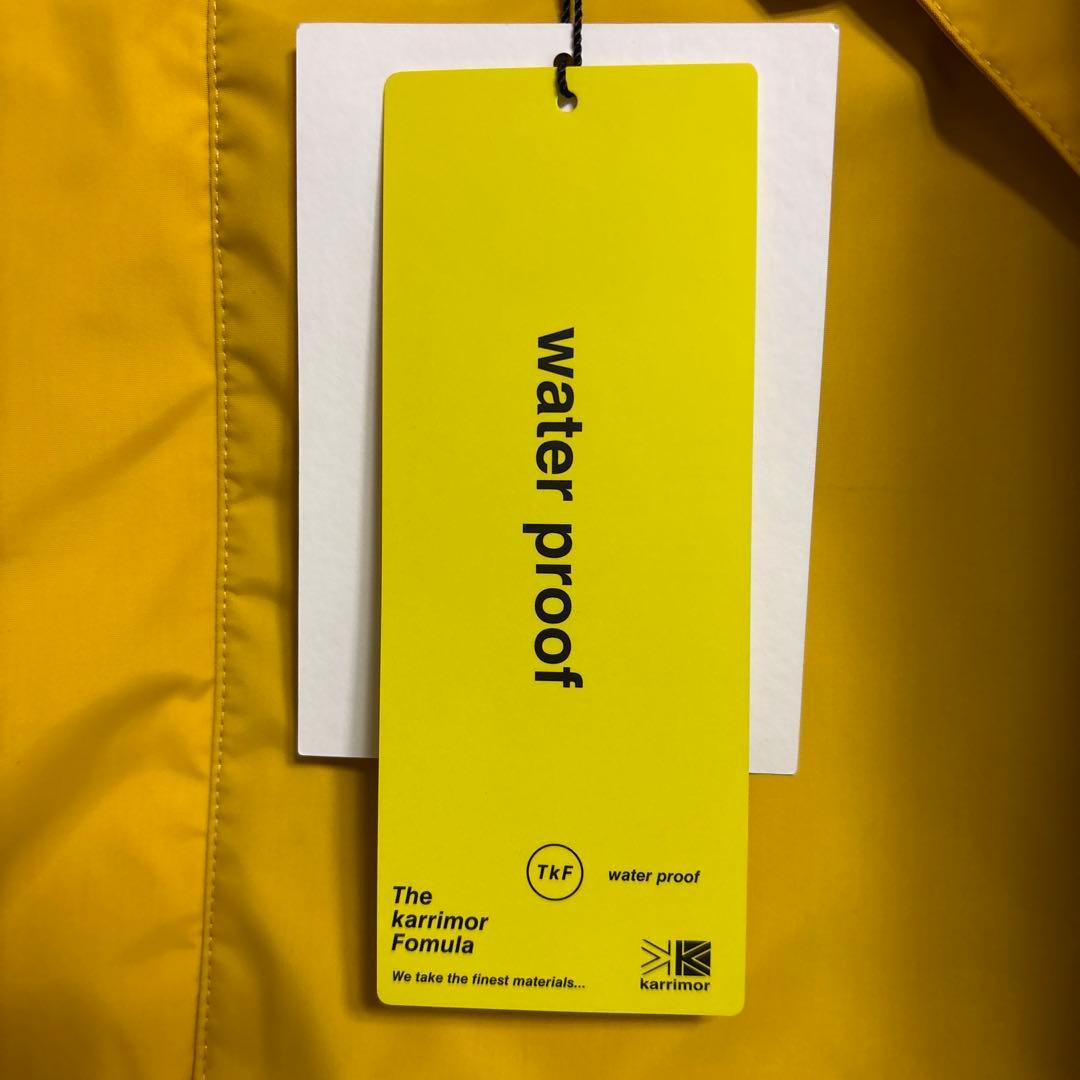 water proof
TkF
water proof
The
karrimor
Fomula
We take the finest materials...
karrimor